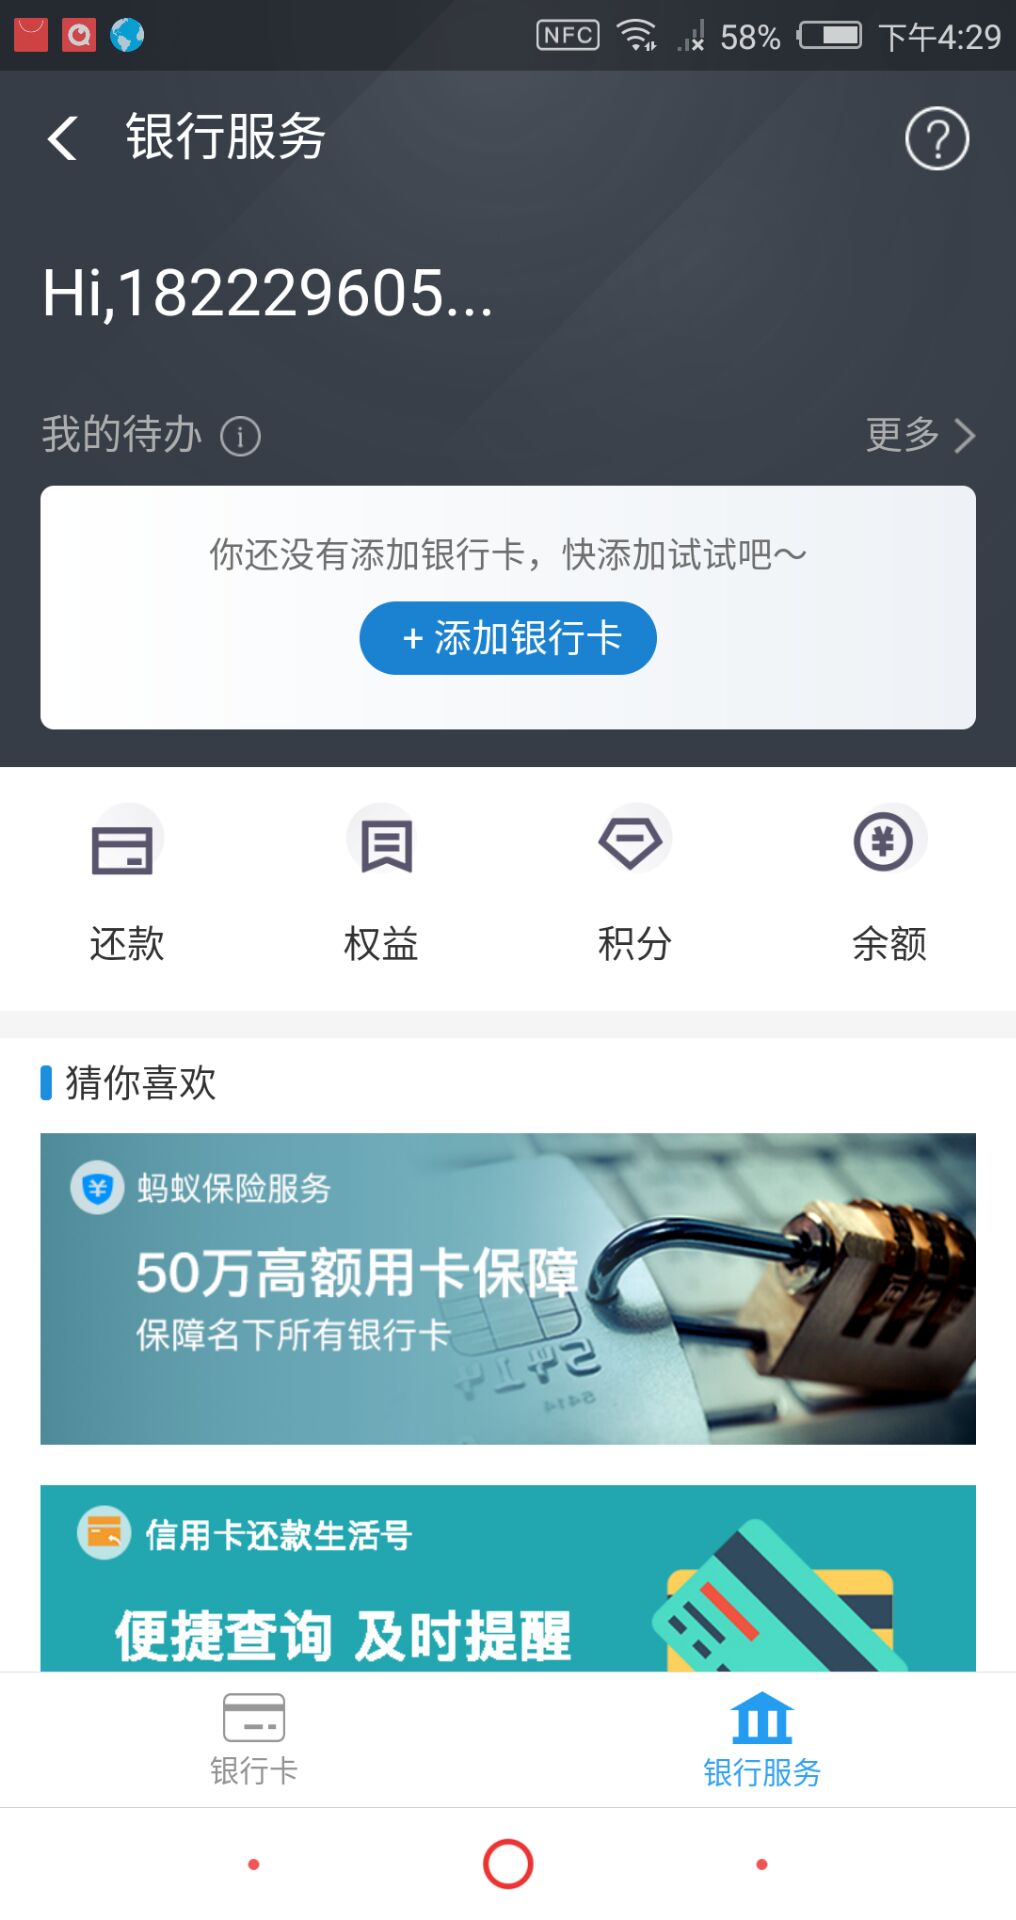 NFC 58% 下午4:29
银行服务
Hi,182229605...
我的待办 更多
你还没有添加银行卡，快添加试试吧～
+ 添加银行卡
还款 权益 积分 余额
猜你喜欢
蚂蚁保险服务
50万高额用卡保障
保障名下所有银行卡
5414
信用卡还款生活号
便捷查询 及时提醒
银行卡 银行服务